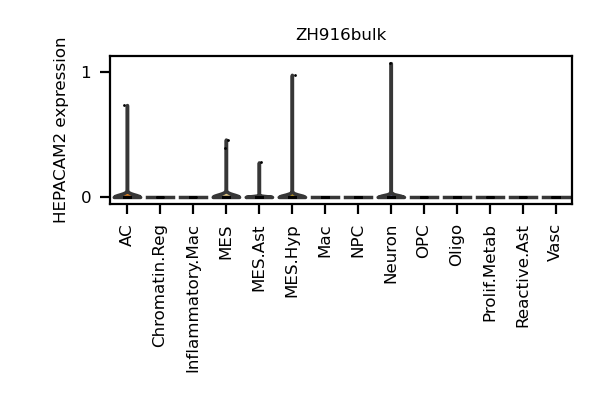 ZH916bulk
HEPACAM2 expression
1
0
AC
Chromatin.Reg
Inflammatory.Mac
MES
MES.Ast
MES.Hyp
Mac
NPC
Neuron
OPC
Oligo
Prolif.Metab
Reactive.Ast
Vasc